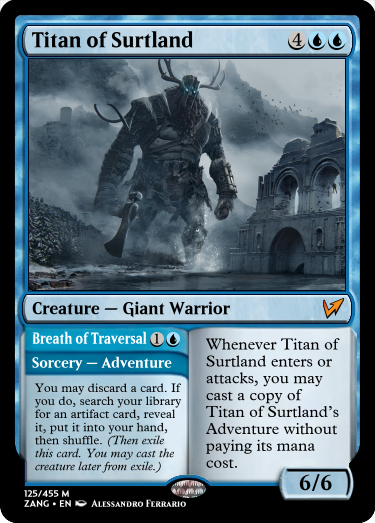 Titan of Surtland 4
Creature — Giant Warrior
Breath of Traversal 1
Sorcery — Adventure
You may discard a card. If
you do, search your library
for an artifact card, reveal
it, put it into your hand,
then shuffle. (Then exile
this card. You may cast the
creature later from exile.)
Whenever Titan of
Surtland enters or
attacks, you may
cast a copy of
Titan of Surtland's
Adventure without
paying its mana
cost.
6/6
125/455 M
ZANG • EN Alessandro Ferrario